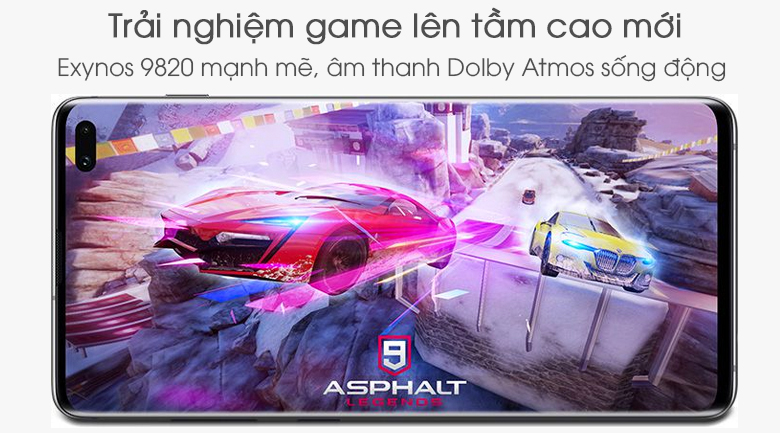 Trải nghiệm game lên tầm cao mới
Exynos 9820 mạnh mẽ, âm thanh Dolby Atmos sống động
9
ASPHALT
LEGENDS